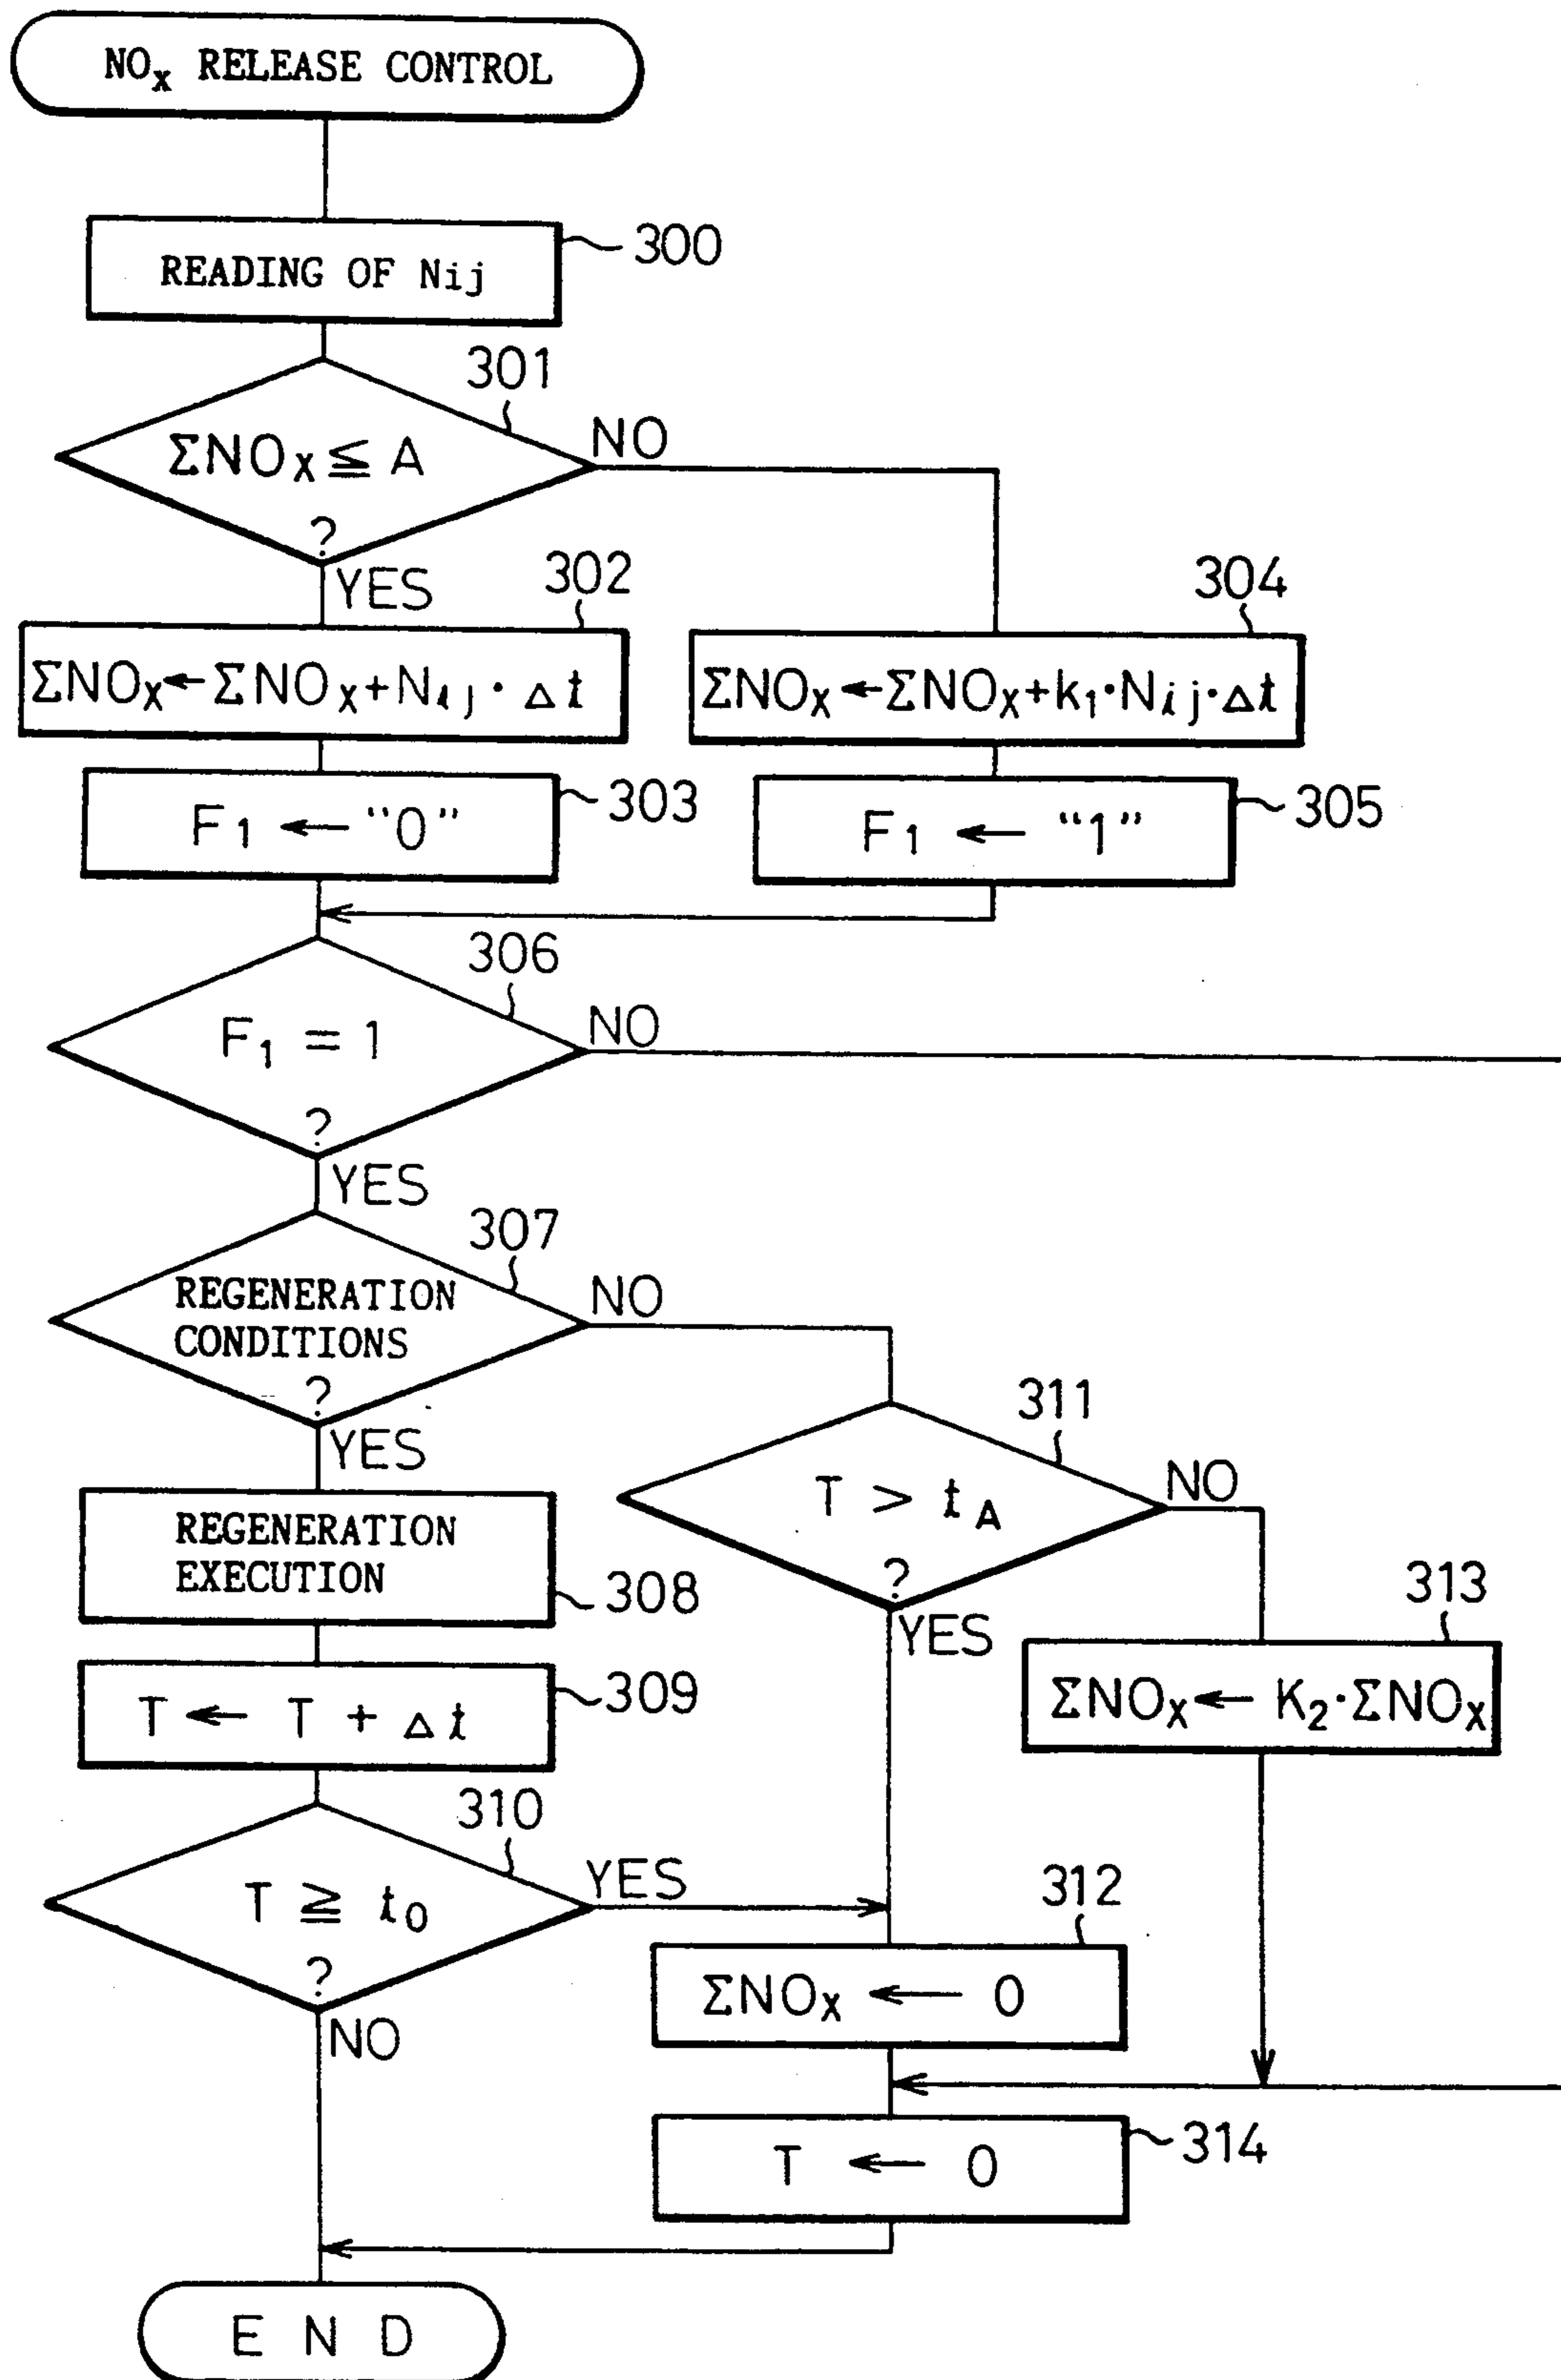 NOx RELEASE CONTROL
READING OF Nij
300
301
ΣNOx ≦ A
?
NO
YES
302
304
ΣNOx←ΣNOx+Nij・Δt
ΣNOx←ΣNOx+k1・Nij・Δt
F1 ← “0”
303
F1 ← “1”
305
306
F1 = 1
?
NO
YES
307
REGENERATION
CONDITIONS
?
NO
YES
311
T > tA
?
NO
YES
REGENERATION
EXECUTION
308
313
ΣNOx← K2・ΣNOx
T ← T + Δt
309
310
T ≧ t0
?
YES
NO
312
ΣNOx ← 0
T ← 0
314
E N D